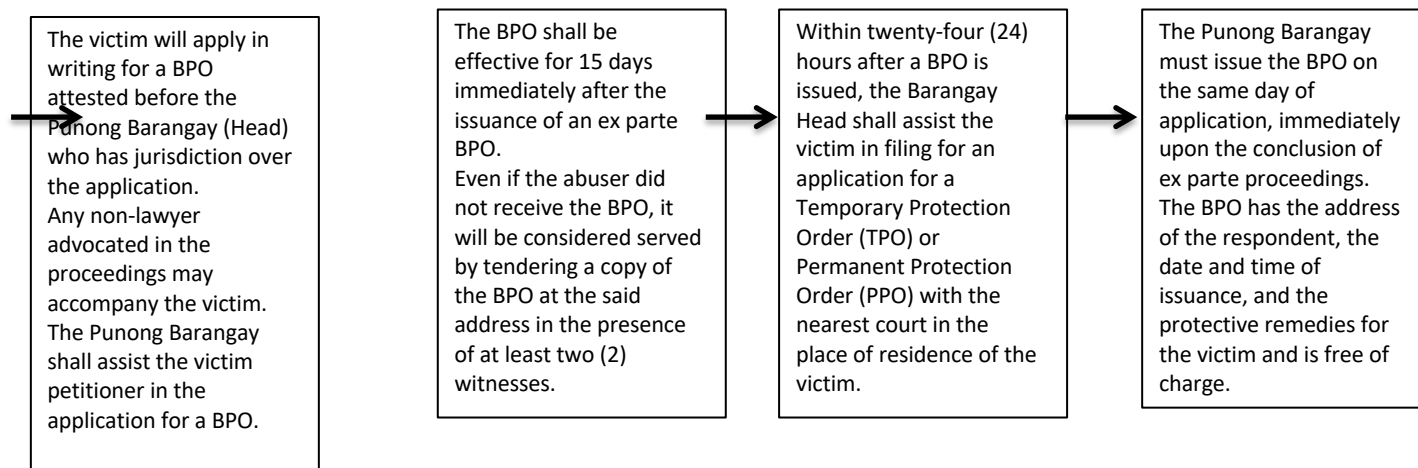 The victim will apply in
writing for a BPO
attested before the
Punong Barangay (Head)
who has jurisdiction over
the application.
Any non-lawyer
advocated in the
proceedings may
accompany the victim.
The Punong Barangay
shall assist the victim
petitioner in the
application for a BPO.
The BPO shall be
effective for 15 days
immediately after the
issuance of an ex parte
BPO.
Even if the abuser did
not receive the BPO, it
will be considered served
by tendering a copy of
the BPO at the said
address in the presence
of at least two (2)
witnesses.
Within twenty-four (24)
hours after a BPO is
issued, the Barangay
Head shall assist the
victim in filing for an
application for a
Temporary Protection
Order (TPO) or
Permanent Protection
Order (PPO) with the
nearest court in the
place of residence of the
victim.
The Punong Barangay
must issue the BPO on
the same day of
application, immediately
upon the conclusion of
ex parte proceedings.
The BPO has the address
of the respondent, the
date and time of
issuance, and the
protective remedies for
the victim and is free of
charge.